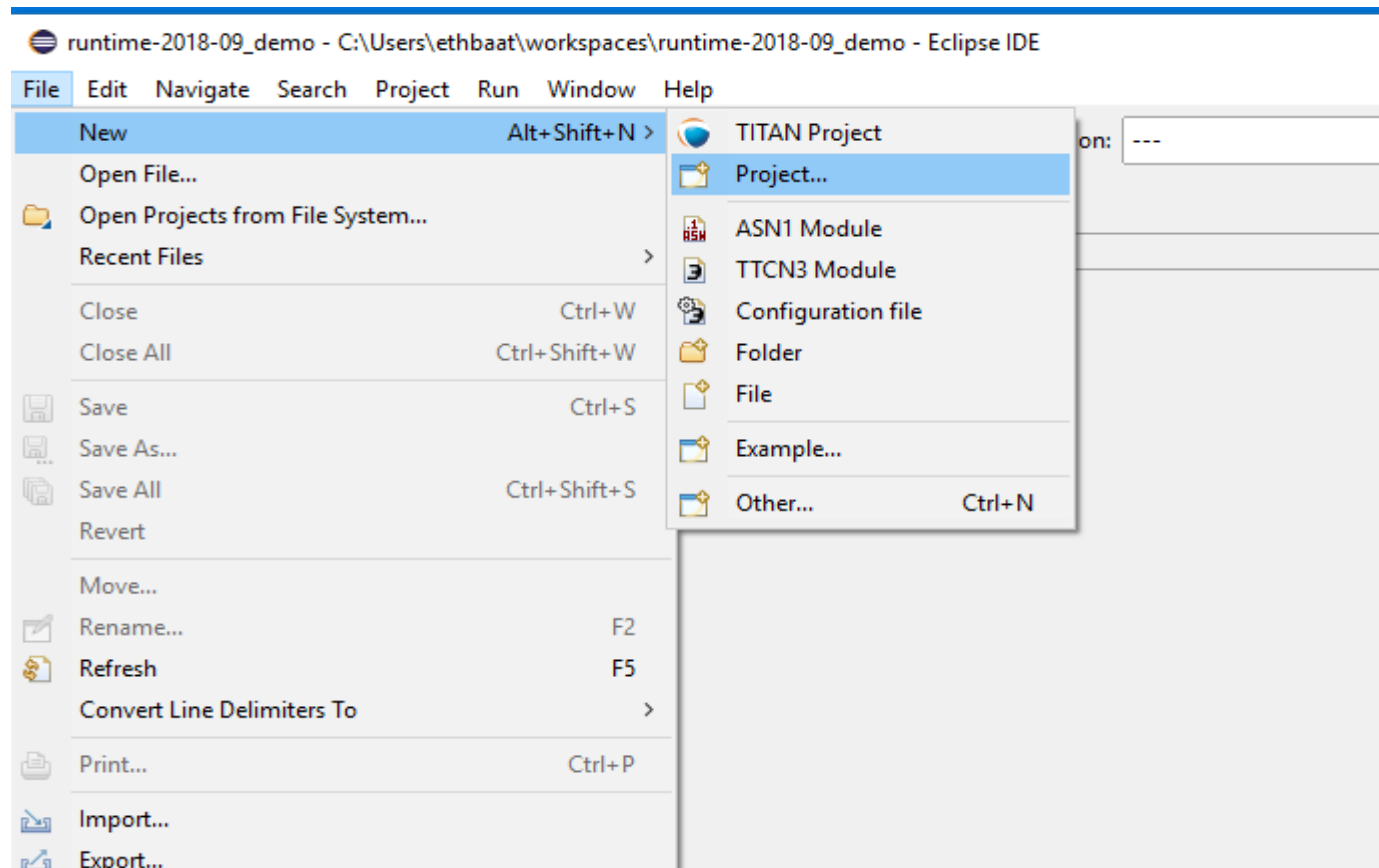 runtime-2018-09_demo - C:\Users\ethbaat\workspaces\runtime-2018-09_demo - Eclipse IDE
File Edit Navigate Search Project Run Window Help
New Alt+Shift+N >
Open File...
Open Projects from File System...
Recent Files >
Close Ctrl+W
Close All Ctrl+Shift+W
Save Ctrl+S
Save As...
Save All Ctrl+Shift+S
Revert
Move...
Rename... F2
Refresh F5
Convert Line Delimiters To >
Print... Ctrl+P
Import...
Export...
TITAN Project
Project...
ASN1 Module
TTCN3 Module
Configuration file
Folder
File
Example...
Other... Ctrl+N
on: ---